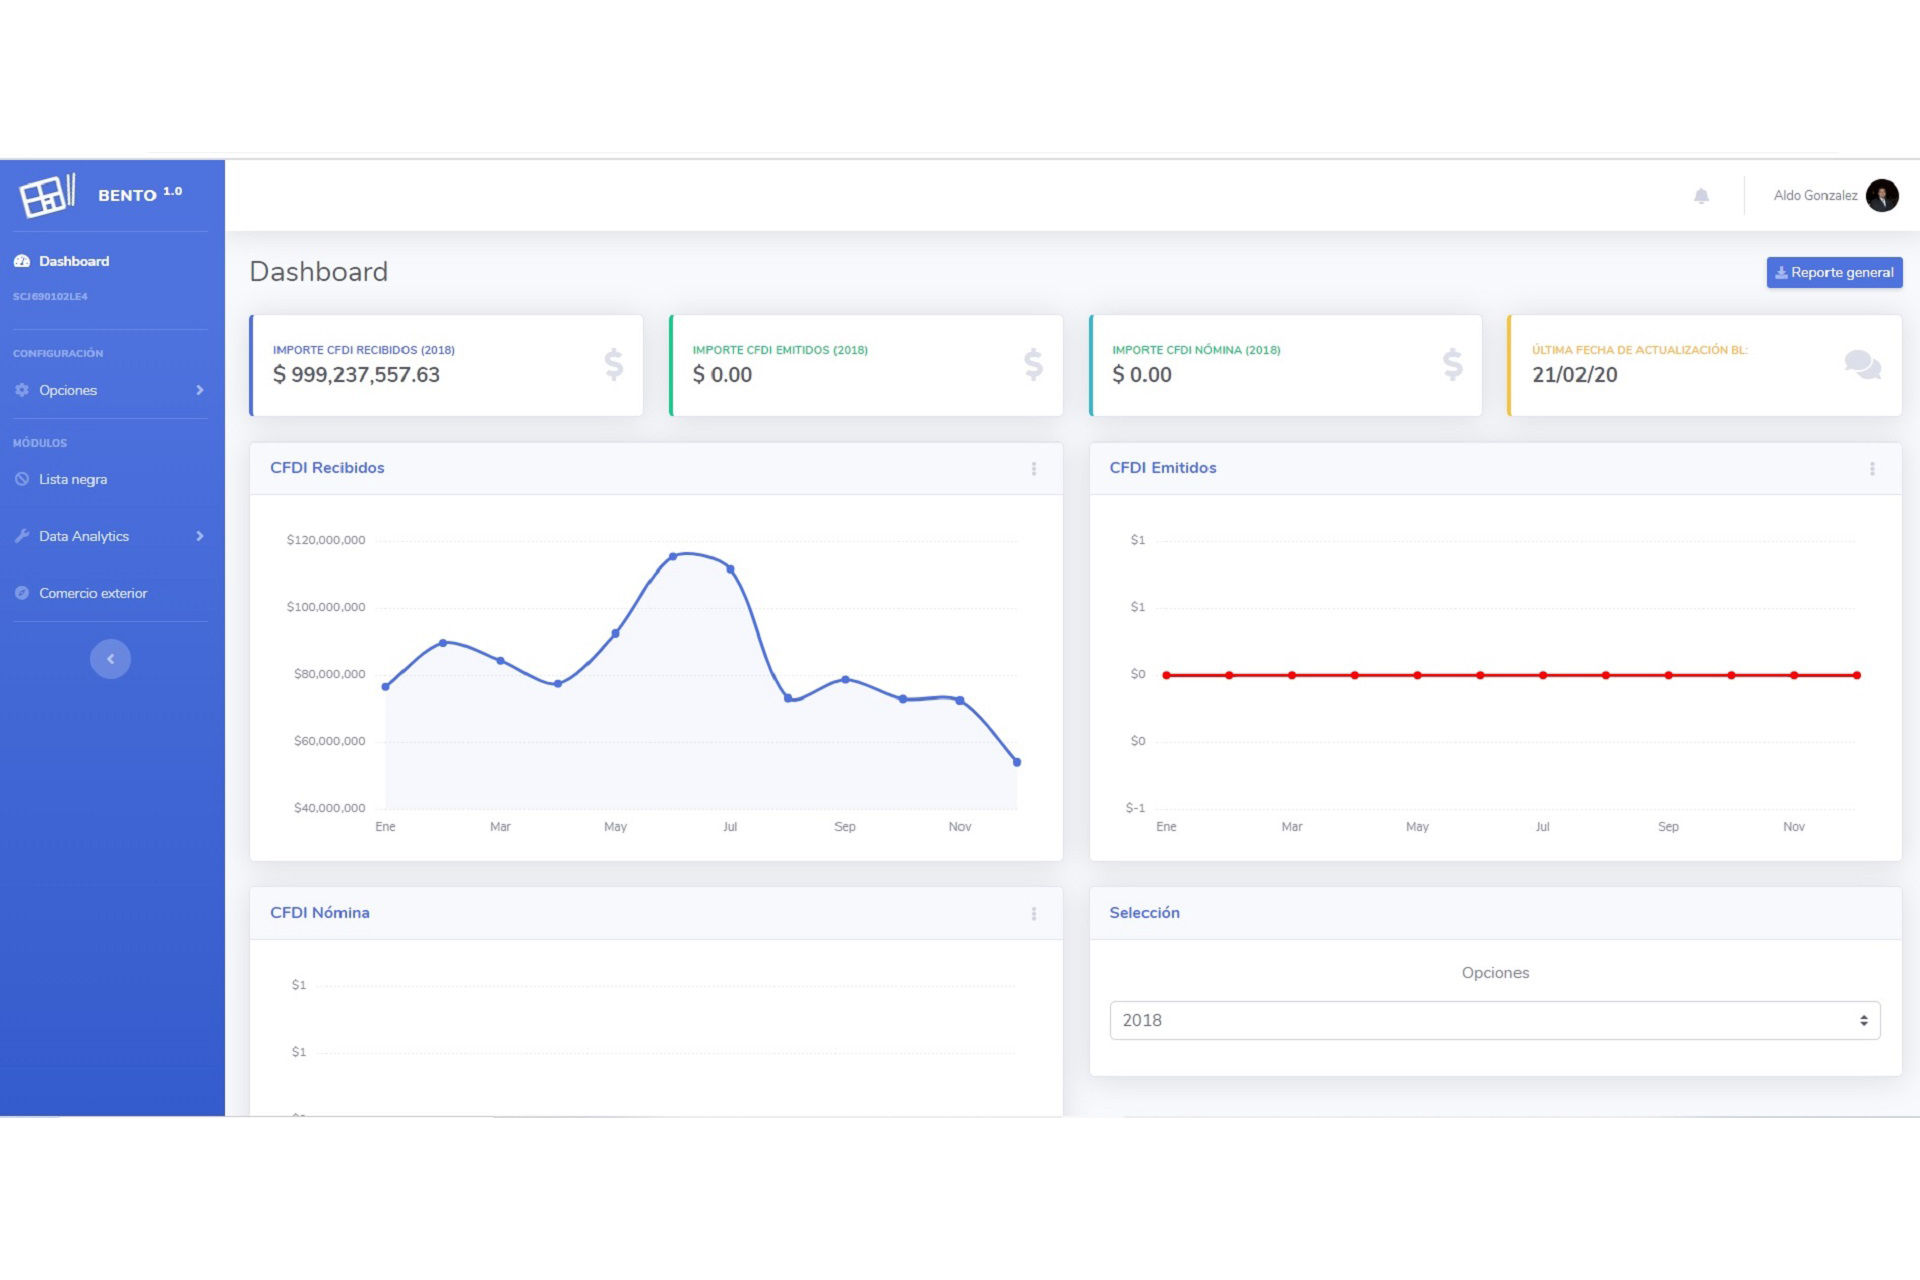 BENTO 1.0
Aldo Gonzalez
Dashboard
SCJ690102LE4
CONFIGURACIÓN
Opciones
MÓDULOS
Lista negra
Data Analytics
Comercio exterior
Dashboard
Reporte general
IMPORTE CFDI RECIBIDOS (2018)
$ 999,237,557.63
IMPORTE CFDI EMITIDOS (2018)
$ 0.00
IMPORTE CFDI NÓMINA (2018)
$ 0.00
ÚLTIMA FECHA DE ACTUALIZACIÓN BL:
21/02/20
CFDI Recibidos
$120,000,000
$100,000,000
$80,000,000
$60,000,000
$40,000,000
Ene Mar May Jul Sep Nov
CFDI Emitidos
$1
$1
$0
$0
$-1
Ene Mar May Jul Sep Nov
CFDI Nómina
$1
$1
Selección
Opciones
2018